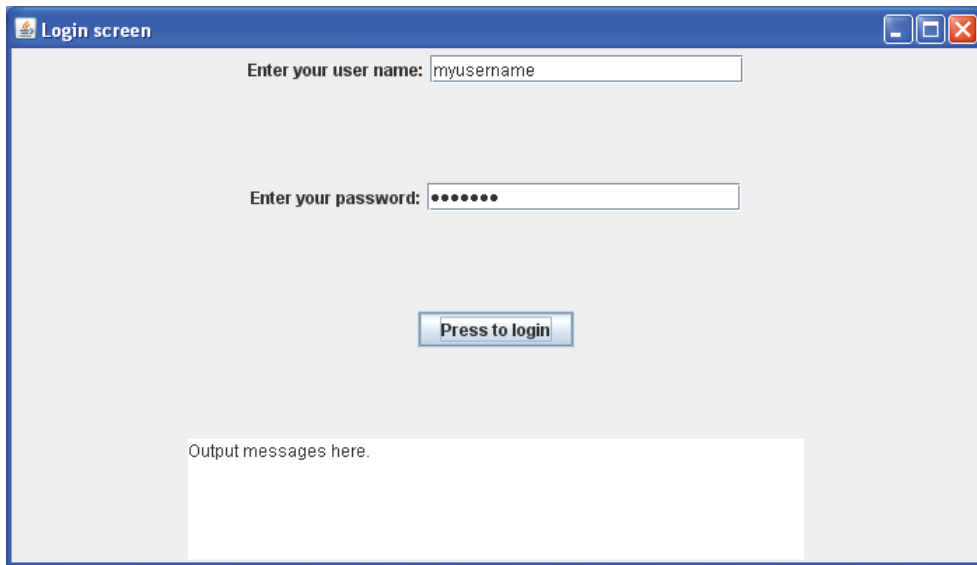 Login screen
Enter your user name: myusername
Enter your password: •••••••
Press to login
Output messages here.